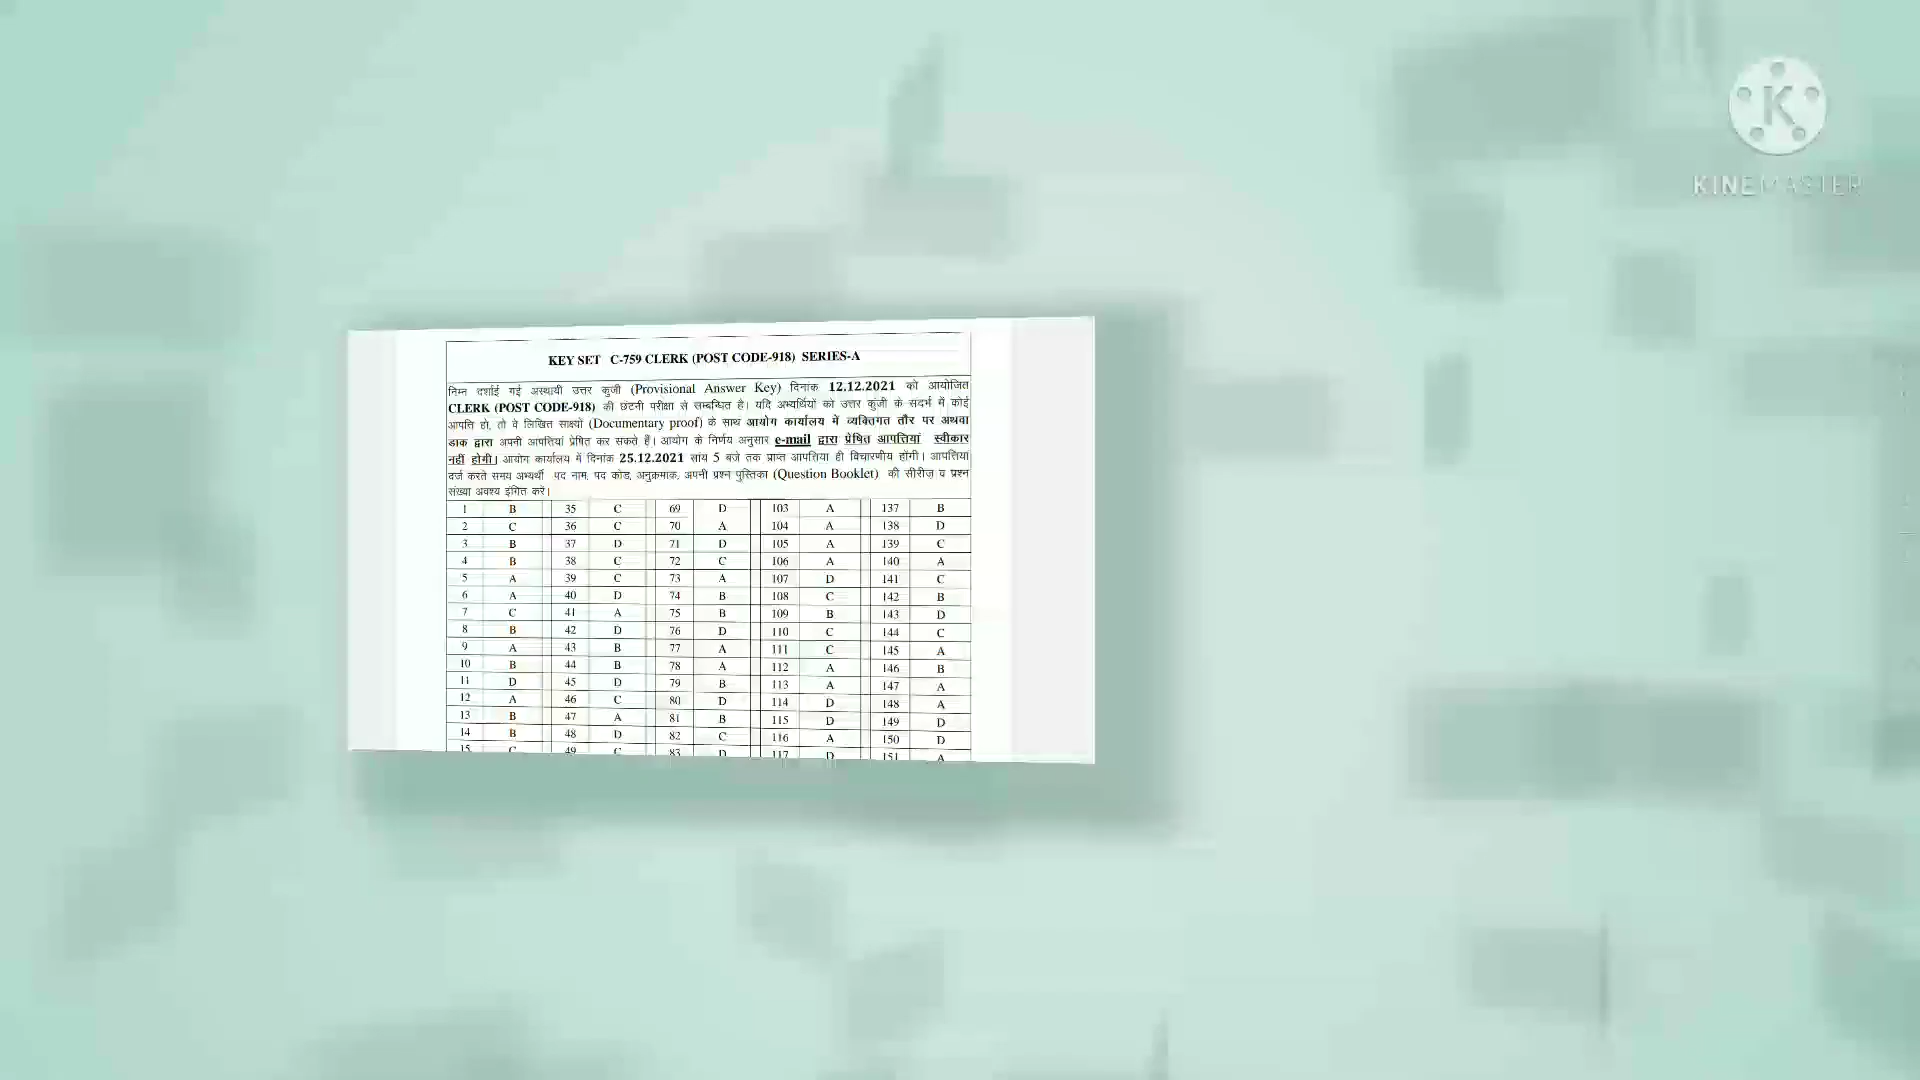 KINEMASTER
KEY SET C-759 CLERK (POST CODE-918) SERIES-A
निम्न दर्शाई गई अस्थायी उत्तर कुंजी (Provisional Answer Key) दिनांक 12.12.2021 को आयोजित
CLERK (POST CODE-918) की छंटनी परीक्षा से सम्बन्धित है। यदि अभ्यर्थियों को उत्तर कुंजी के संदर्भ में कोई
आपति हो, तो वे लिखित साक्ष्यों (Documentary proof) के साथ आयोग कार्यालय में व्यक्तिगत तौर पर अथवा
डाक द्वारा अपनी आपत्तियां प्रेषित कर सकते हैं। आयोग के निर्णय अनुसार e-mail द्वारा प्रेषित आपत्तियां स्वीकार
नहीं होगी। आयोग कार्यालय में दिनांक 25.12.2021 सांय 5 बजे तक प्राप्त आपत्तिया ही विचारणीय होंगी। आपत्तियां
दर्ज करते समय अभ्यर्थी पद नाम, पद कोड, अनुक्रमांक, अपनी प्रश्न पुस्तिका (Question Booklet) की सीरीज़ व प्रश्न
संख्या अवश्य इंगित करें।
1 B 35 C 69 D 103 A 137 B
2 C 36 C 70 A 104 A 138 D
3 B 37 D 71 D 105 A 139 C
4 B 38 C 72 C 106 A 140 A
5 A 39 C 73 A 107 D 141 C
6 A 40 D 74 B 108 C 142 B
7 C 41 A 75 B 109 B 143 D
8 B 42 D 76 D 110 C 144 C
9 A 43 B 77 A 111 C 145 A
10 B 44 B 78 A 112 A 146 B
11 D 45 D 79 B 113 A 147 A
12 A 46 C 80 D 114 D 148 A
13 B 47 A 81 B 115 D 149 D
14 B 48 D 82 C 116 A 150 D
15 C 49 C 83 D 117 D 151 A